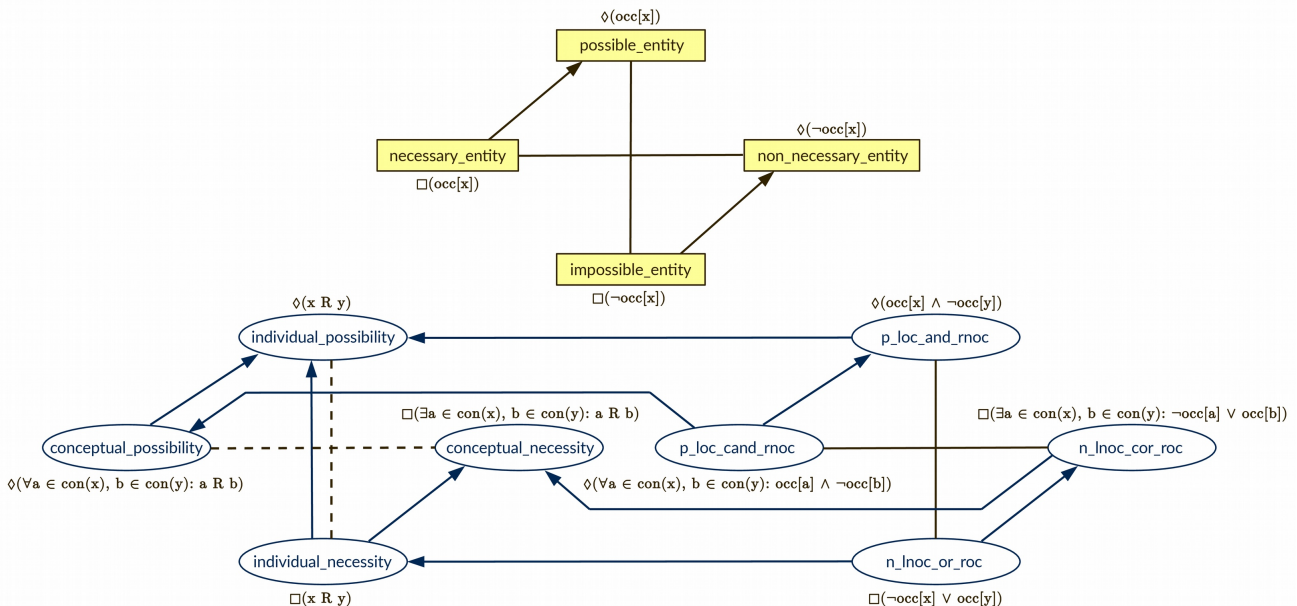 ◊(occ[x])
possible_entity
◊(¬occ[x])
necessary_entity
non_necessary_entity
□(occ[x])
impossible_entity
□(¬occ[x])
◊(x R y)
◊(occ[x] ∧ ¬occ[y])
individual_possibility
p_loc_and_rnoc
□(∃a ∈ con(x), b ∈ con(y): a R b)
□(∃a ∈ con(x), b ∈ con(y): ¬occ[a] ∨ occ[b])
conceptual_possibility
conceptual_necessity
p_loc_cand_rnoc
n_lnoc_cor_roc
◊(∀a ∈ con(x), b ∈ con(y): a R b)
◊(∀a ∈ con(x), b ∈ con(y): occ[a] ∧ ¬occ[b])
individual_necessity
n_lnoc_or_roc
□(x R y)
□(¬occ[x] ∨ occ[y])